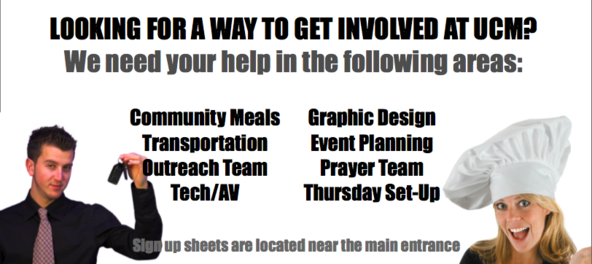 LOOKING FOR A WAY TO GET INVOLVED AT UCM?
We need your help in the following areas:
Community Meals
Transportation
Outreach Team
Tech/AV
Graphic Design
Event Planning
Prayer Team
Thursday Set-Up
Sign up sheets are located near the main entrance